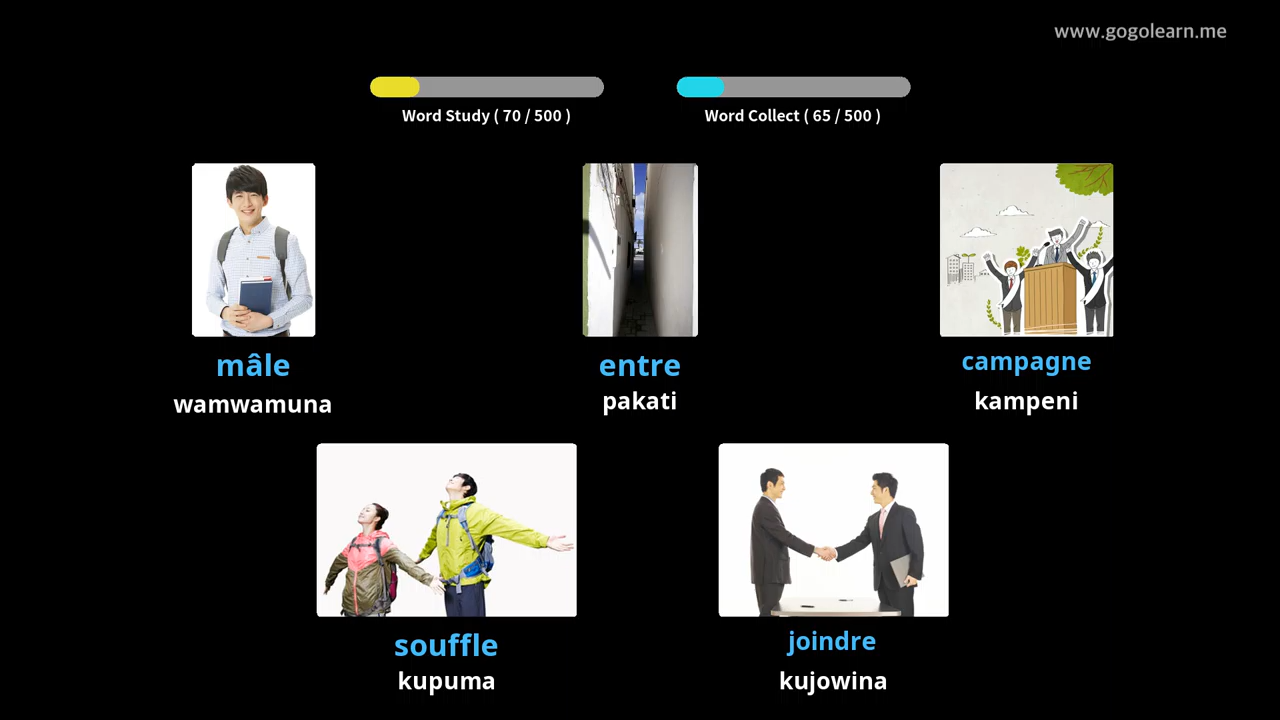 www.gogolearn.me
Word Study ( 70 / 500 )
Word Collect ( 65 / 500 )
mâle
wamwamuna
entre
pakati
campagne
kampeni
souffle
kupuma
joindre
kujowina